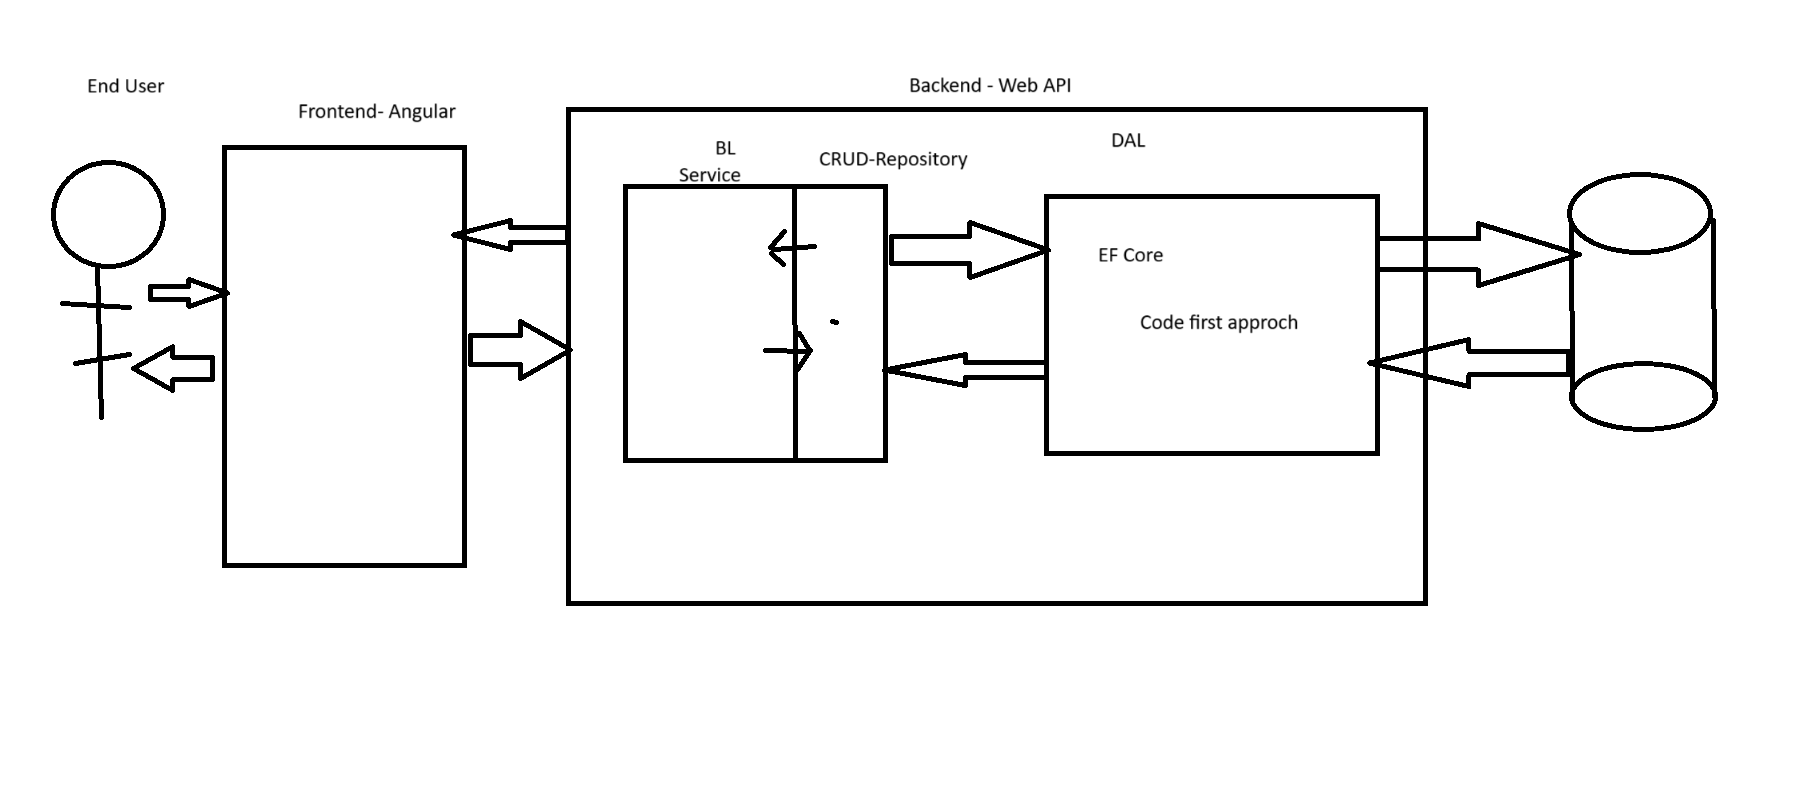 End User
Frontend- Angular
Backend - Web API
BL
Service
CRUD-Repository
DAL
EF Core
Code first approch